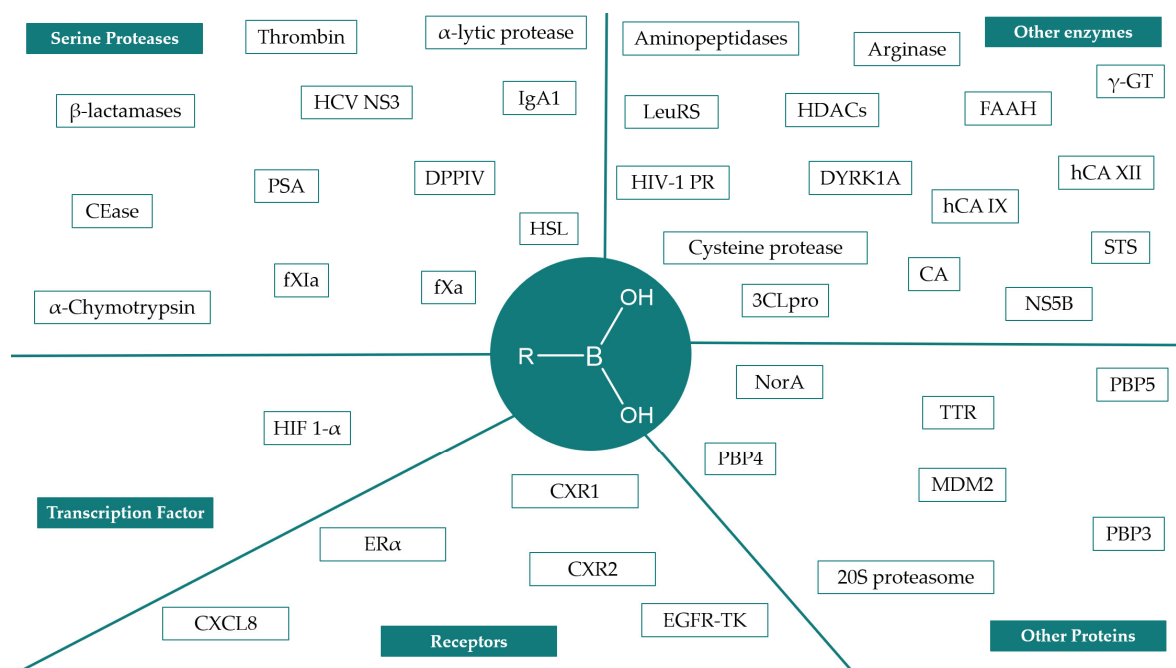 Serine Proteases
Thrombin
α-lytic protease
β-lactamases
HCV NS3
IgA1
PSA
DPPIV
CEase
HSL
fXIa
fXa
α-Chymotrypsin
Aminopeptidases
Arginase
Other enzymes
γ-GT
LeuRS
HDACs
FAAH
HIV-1 PR
DYRK1A
hCA XII
hCA IX
Cysteine protease
STS
CA
3CLpro
NS5B
R
B
OH
OH
HIF 1-α
Transcription Factor
CXR1
ERα
CXR2
CXCL8
EGFR-TK
Receptors
NorA
PBP5
TTR
PBP4
MDM2
PBP3
20S proteasome
Other Proteins